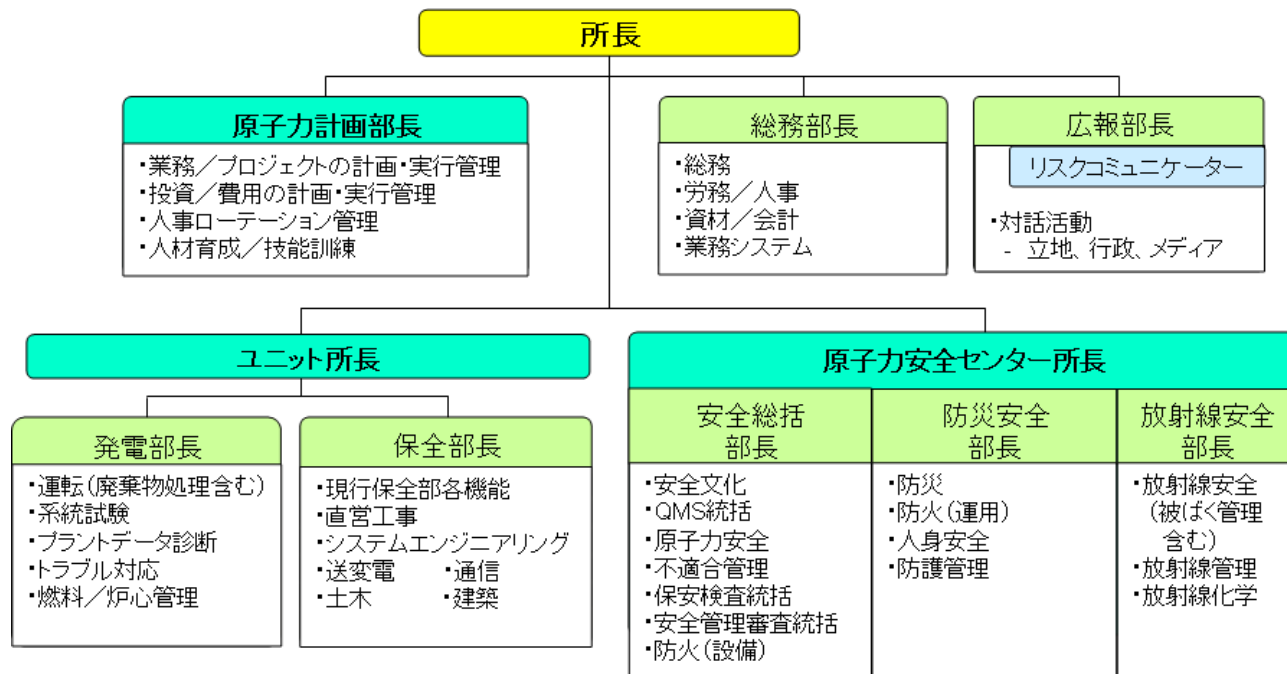 所長
原子力計画部長
・業務／プロジェクトの計画・実行管理
・投資／費用の計画・実行管理
・人事ローテーション管理
・人材育成／技能訓練
総務部長
・総務
・労務／人事
・資材／会計
・業務システム
広報部長
リスクコミュニケーター
・対話活動
- 立地、行政、メディア
ユニット所長
発電部長
・運転（廃棄物処理含む）
・系統試験
・プラントデータ診断
・トラブル対応
・燃料／炉心管理
保全部長
・現行保全部各機能
・直営工事
・システムエンジニアリング
・送変電 ・通信
・土木 ・建築
原子力安全センター所長
安全総括
部長
・安全文化
・QMS統括
・原子力安全
・不適合管理
・保安検査統括
・安全管理審査統括
・防火（設備）
防災安全
部長
・防災
・防火（運用）
・人身安全
・防護管理
放射線安全
部長
・放射線安全
（被ばく管理
含む）
・放射線管理
・放射線化学